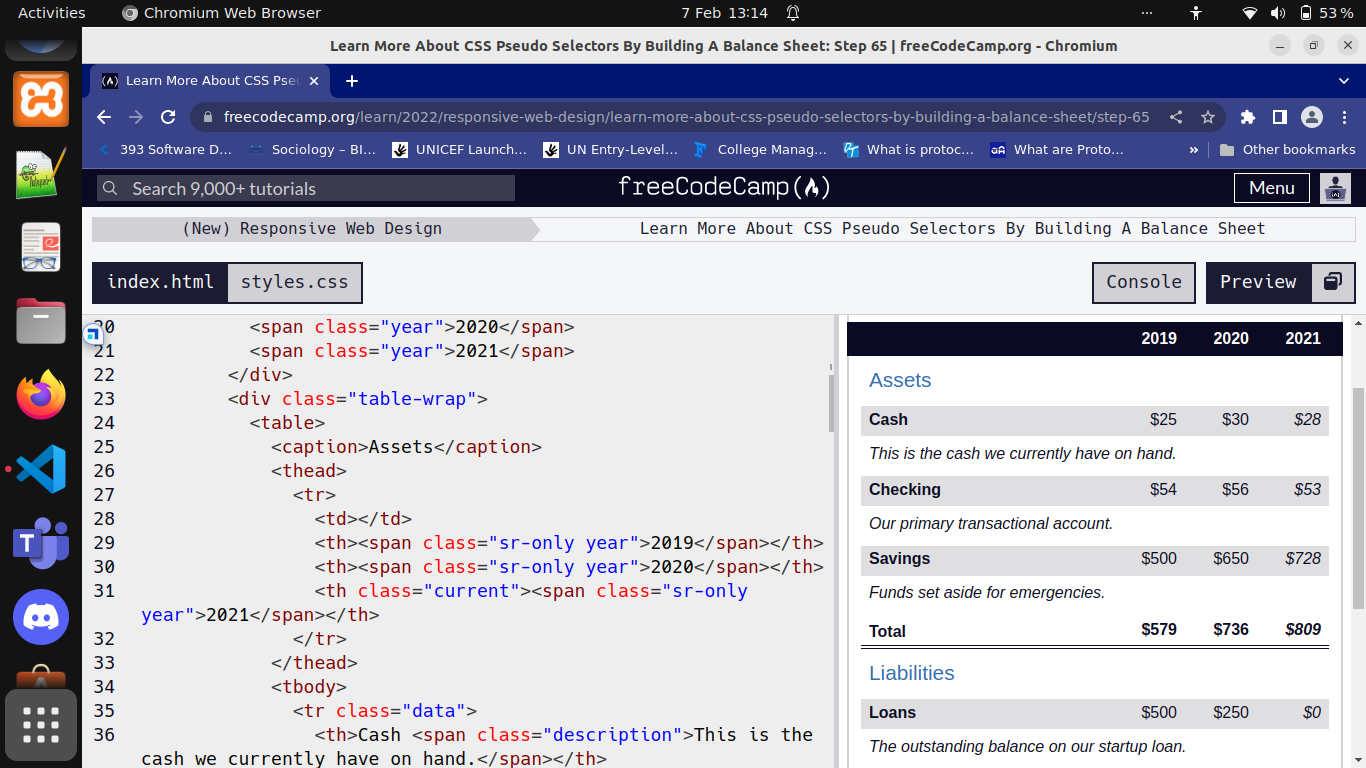 Activities Chromium Web Browser 7 Feb 13:14 53 %
Learn More About CSS Pseudo Selectors By Building A Balance Sheet: Step 65 | freeCodeCamp.org - Chromium
Learn More About CSS Pseu
freecodecamp.org/learn/2022/responsive-web-design/learn-more-about-css-pseudo-selectors-by-building-a-balance-sheet/step-65
393 Software D... Sociology – BI... UNICEF Launch... UN Entry-Level... College Manag... What is protoc... What are Proto... » Other bookmarks
Search 9,000+ tutorials freeCodeCamp Menu
(New) Responsive Web Design Learn More About CSS Pseudo Selectors By Building A Balance Sheet
index.html styles.css Console Preview
20 <span class="year">2020</span>
21 <span class="year">2021</span>
22 </div>
23 <div class="table-wrap">
24 <table>
25 <caption>Assets</caption>
26 <thead>
27 <tr>
28 <td></td>
29 <th><span class="sr-only year">2019</span></th>
30 <th><span class="sr-only year">2020</span></th>
31 <th class="current"><span class="sr-only
year">2021</span></th>
32 </tr>
33 </thead>
34 <tbody>
35 <tr class="data">
36 <th>Cash <span class="description">This is the
cash we currently have on hand.</span></th>
2019 2020 2021
Assets
Cash $25 $30 $28
This is the cash we currently have on hand.
Checking $54 $56 $53
Our primary transactional account.
Savings $500 $650 $728
Funds set aside for emergencies.
Total $579 $736 $809
Liabilities
Loans $500 $250 $0
The outstanding balance on our startup loan.